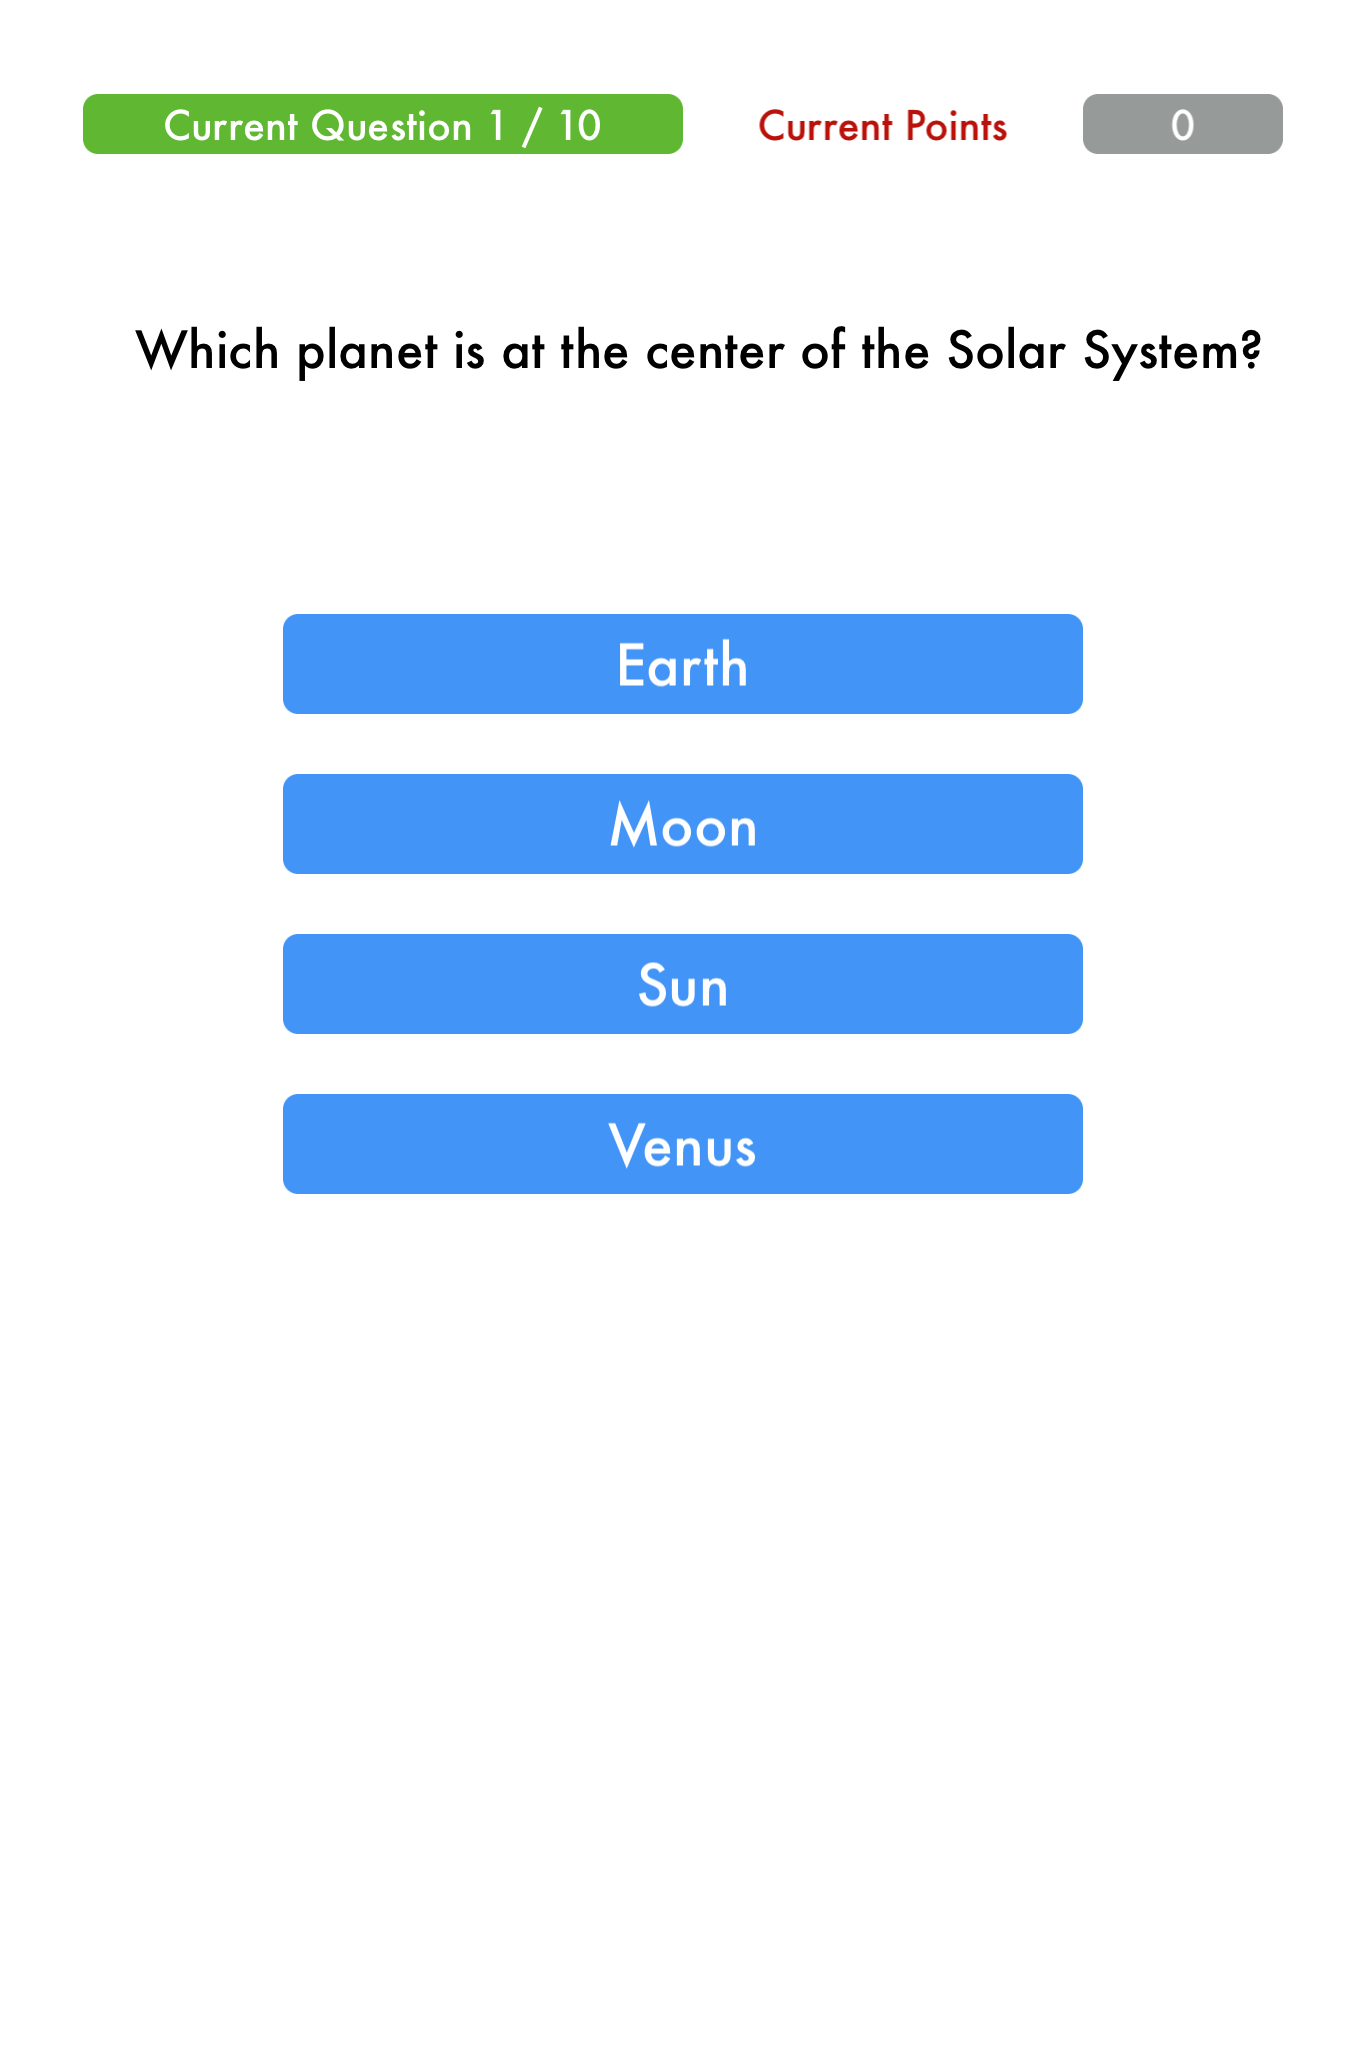 Current Question 1 / 10
Current Points
0
Which planet is at the center of the Solar System?
Earth
Moon
Sun
Venus